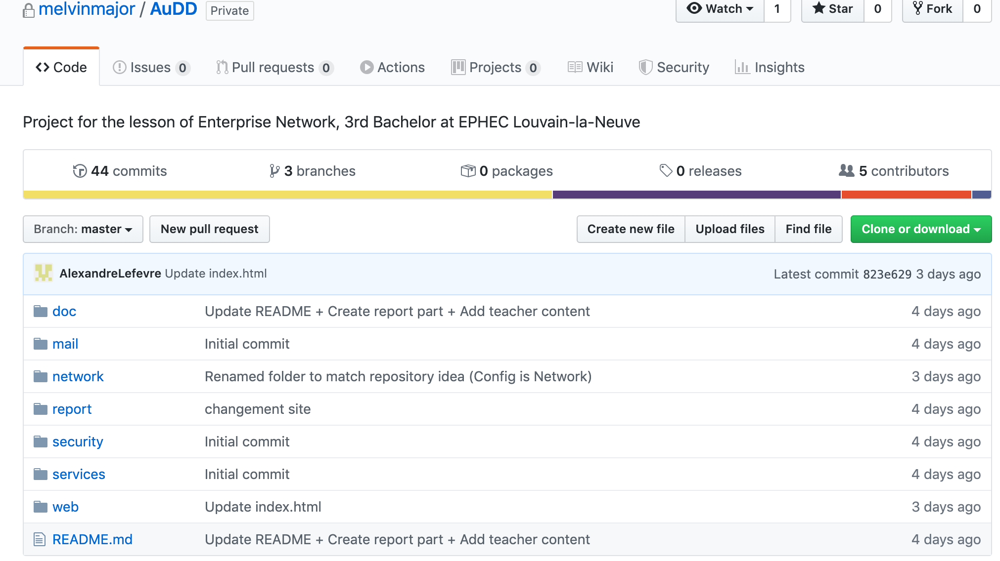 melvinmajor / AuDD Private Watch 1 Star 0 Fork 0
Code Issues 0 Pull requests 0 Actions Projects 0 Wiki Security Insights
Project for the lesson of Enterprise Network, 3rd Bachelor at EPHEC Louvain-la-Neuve
44 commits 3 branches 0 packages 0 releases 5 contributors
Branch: master New pull request Create new file Upload files Find file Clone or download
AlexandreLefevre Update index.html Latest commit 823e629 3 days ago
doc Update README + Create report part + Add teacher content 4 days ago
mail Initial commit 4 days ago
network Renamed folder to match repository idea (Config is Network) 3 days ago
report changement site 4 days ago
security Initial commit 4 days ago
services Initial commit 4 days ago
web Update index.html 3 days ago
README.md Update README + Create report part + Add teacher content 4 days ago